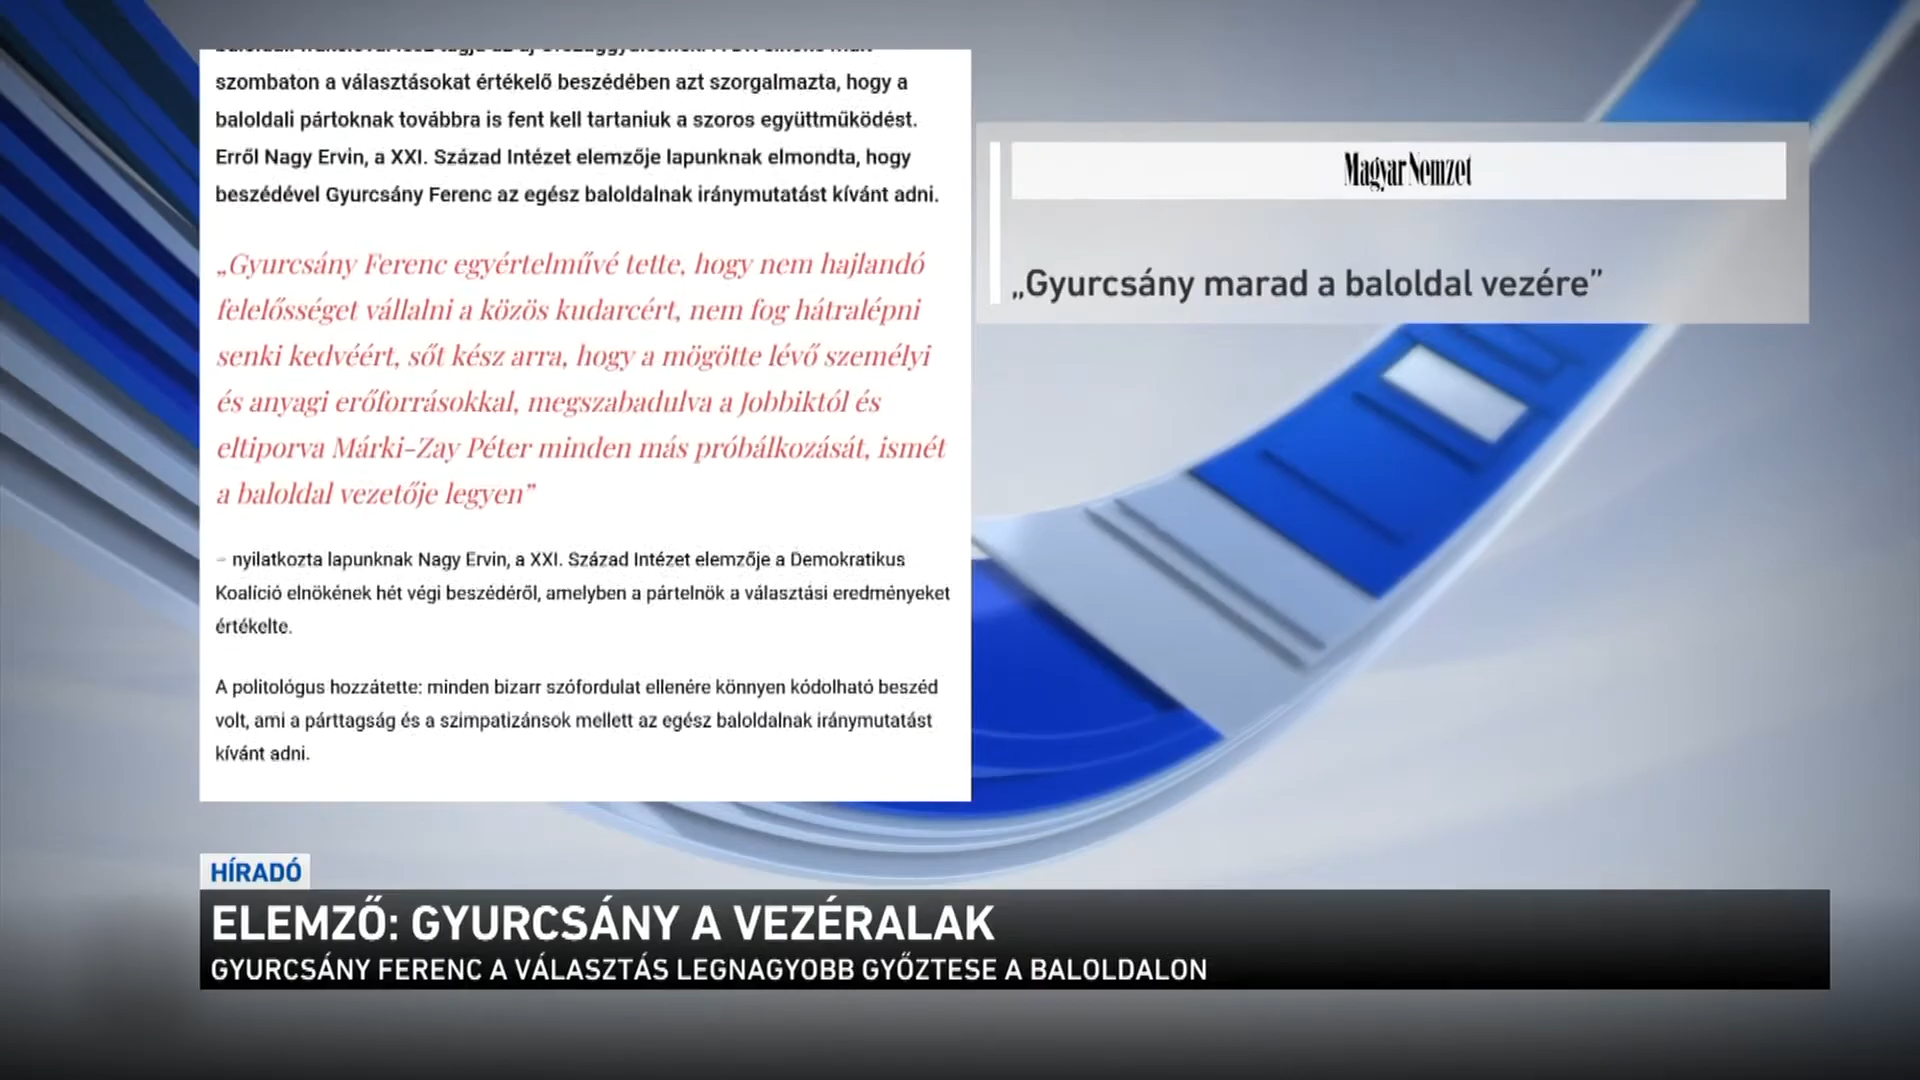 szombaton a választásokat értékelő beszédében azt szorgalmazta, hogy a
baloldali pártoknak továbbra is fent kell tartaniuk a szoros együttműködést.
Erről Nagy Ervin, a XXI. Század Intézet elemzője lapunknak elmondta, hogy
beszédével Gyurcsány Ferenc az egész baloldalnak iránymutatást kívánt adni.
„Gyurcsány Ferenc egyértelművé tette, hogy nem hajlandó
felelősséget vállalni a közös kudarcért, nem fog hátralépni
senki kedvéért, sőt kész arra, hogy a mögötte lévő személyi
és anyagi erőforrásokkal, megszabadulva a Jobbiktól és
eltiporva Márki-Zay Péter minden más próbálkozását, ismét
a baloldal vezetője legyen”
– nyilatkozta lapunknak Nagy Ervin, a XXI. Század Intézet elemzője a Demokratikus
Koalíció elnökének hét végi beszédéről, amelyben a pártelnök a választási eredményeket
értékelte.
A politológus hozzátette: minden bizarr szófordulat ellenére könnyen kódolható beszéd
volt, ami a párttagság és a szimpatizánsok mellett az egész baloldalnak iránymutatást
kívánt adni.
Magyar Nemzet
„Gyurcsány marad a baloldal vezére”
HÍRADÓ
ELEMZŐ: GYURCSÁNY A VEZÉRALAK
GYURCSÁNY FERENC A VÁLASZTÁS LEGNAGYOBB GYŐZTESE A BALOLDALON